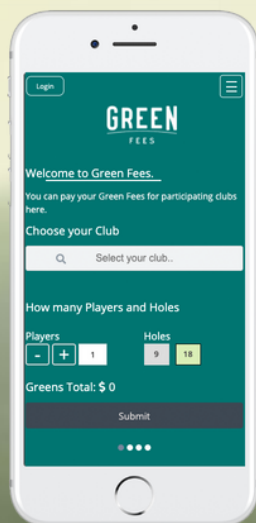 Login
GREEN
FEES
Welcome to Green Fees.
You can pay your Green Fees for participating clubs
here.
Choose your Club
Select your club..
How many Players and Holes
Players Holes
- + 1 9 18
Greens Total: $ 0
Submit